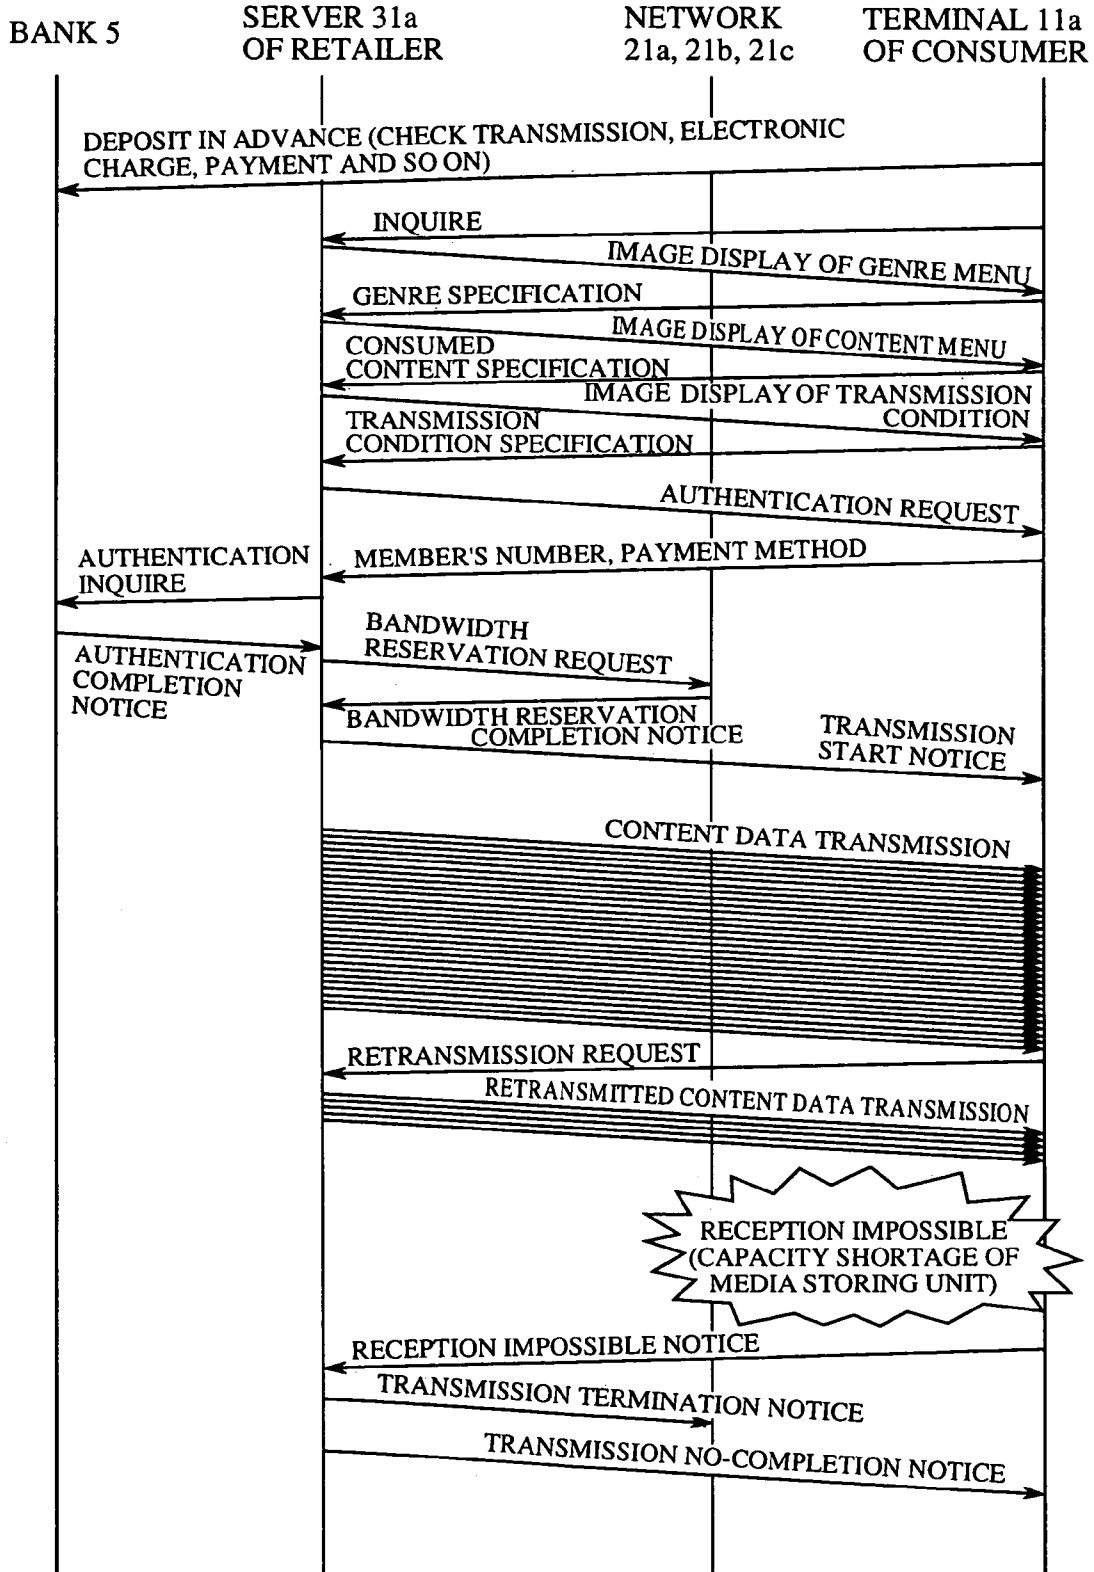 BANK 5
SERVER 31a
OF RETAILER
NETWORK
21a, 21b, 21c
TERMINAL 11a
OF CONSUMER
DEPOSIT IN ADVANCE (CHECK TRANSMISSION, ELECTRONIC
CHARGE, PAYMENT AND SO ON)
INQUIRE
IMAGE DISPLAY OF GENRE MENU
GENRE SPECIFICATION
IMAGE DISPLAY OF CONTENT MENU
CONSUMED
CONTENT SPECIFICATION
IMAGE DISPLAY OF TRANSMISSION
CONDITION
TRANSMISSION
CONDITION SPECIFICATION
AUTHENTICATION REQUEST
MEMBER'S NUMBER, PAYMENT METHOD
AUTHENTICATION
INQUIRE
BANDWIDTH
RESERVATION REQUEST
AUTHENTICATION
COMPLETION
NOTICE
BANDWIDTH RESERVATION
COMPLETION NOTICE
TRANSMISSION
START NOTICE
CONTENT DATA TRANSMISSION
RETRANSMISSION REQUEST
RETRANSMITTED CONTENT DATA TRANSMISSION
RECEPTION IMPOSSIBLE
(CAPACITY SHORTAGE OF
MEDIA STORING UNIT)
RECEPTION IMPOSSIBLE NOTICE
TRANSMISSION TERMINATION NOTICE
TRANSMISSION NO-COMPLETION NOTICE